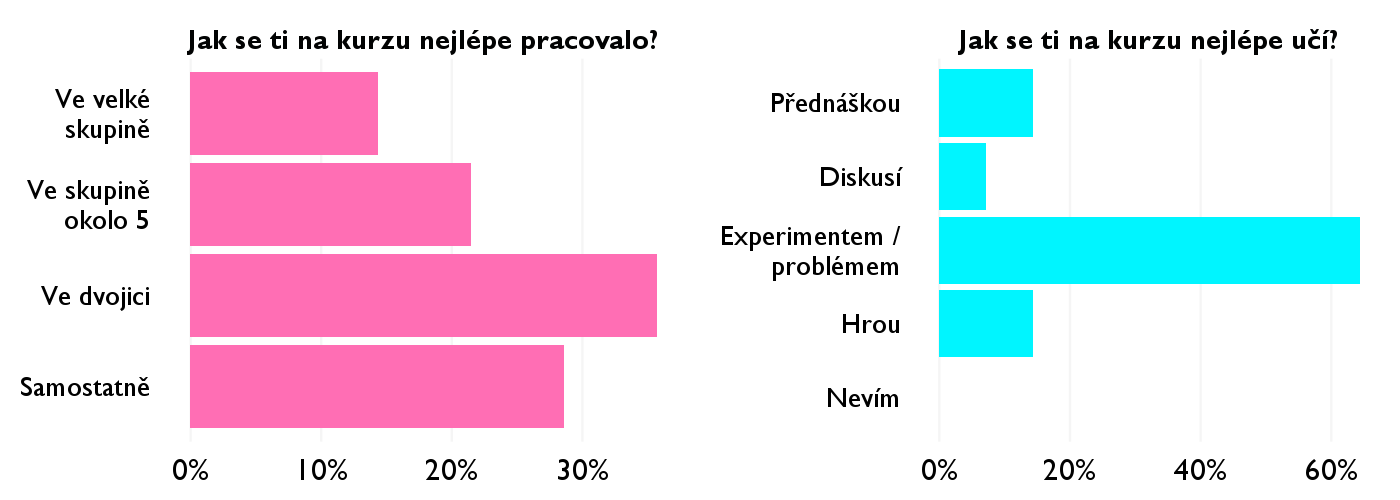 Jak se ti na kurzu nejlépe pracovalo?
Ve velké
skupině
Ve skupině
okolo 5
Ve dvojici
Samostatně
0% 10% 20% 30%
Jak se ti na kurzu nejlépe učí?
Přednáškou
Diskusí
Experimentem /
problémem
Hrou
Nevím
0% 20% 40% 60%